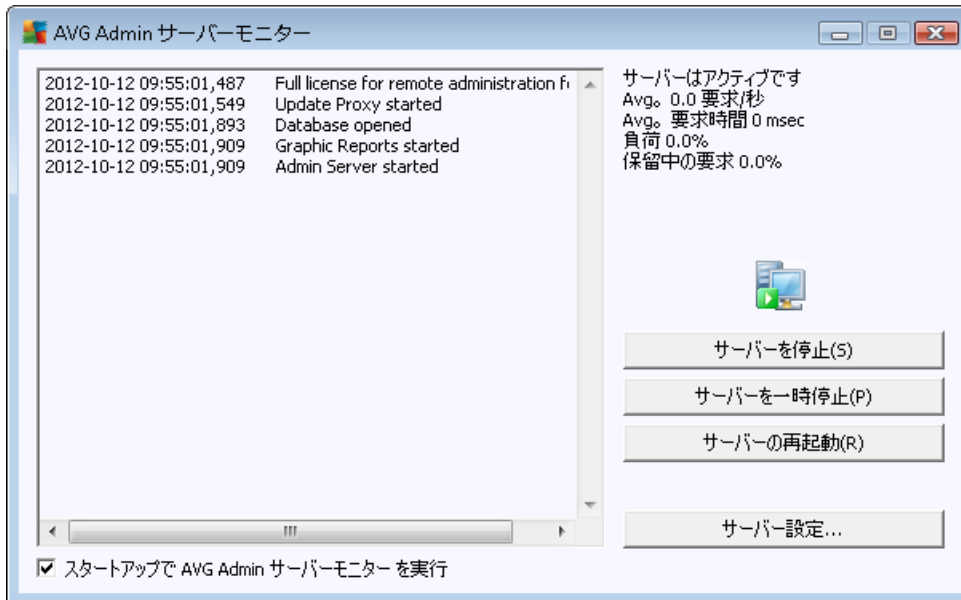 AVG Admin サーバーモニター
2012-10-12 09:55:01,487 Full license for remote administration
2012-10-12 09:55:01,549 Update Proxy started
2012-10-12 09:55:01,893 Database opened
2012-10-12 09:55:01,909 Graphic Reports started
2012-10-12 09:55:01,909 Admin Server started
サーバーはアクティブです
Avg。0.0 要求/秒
Avg。要求時間 0 msec
負荷 0.0%
保留中の要求 0.0%
サーバーを停止(S)
サーバーを一時停止(P)
サーバーの再起動(R)
サーバー設定...
スタートアップで AVG Admin サーバーモニター を実行